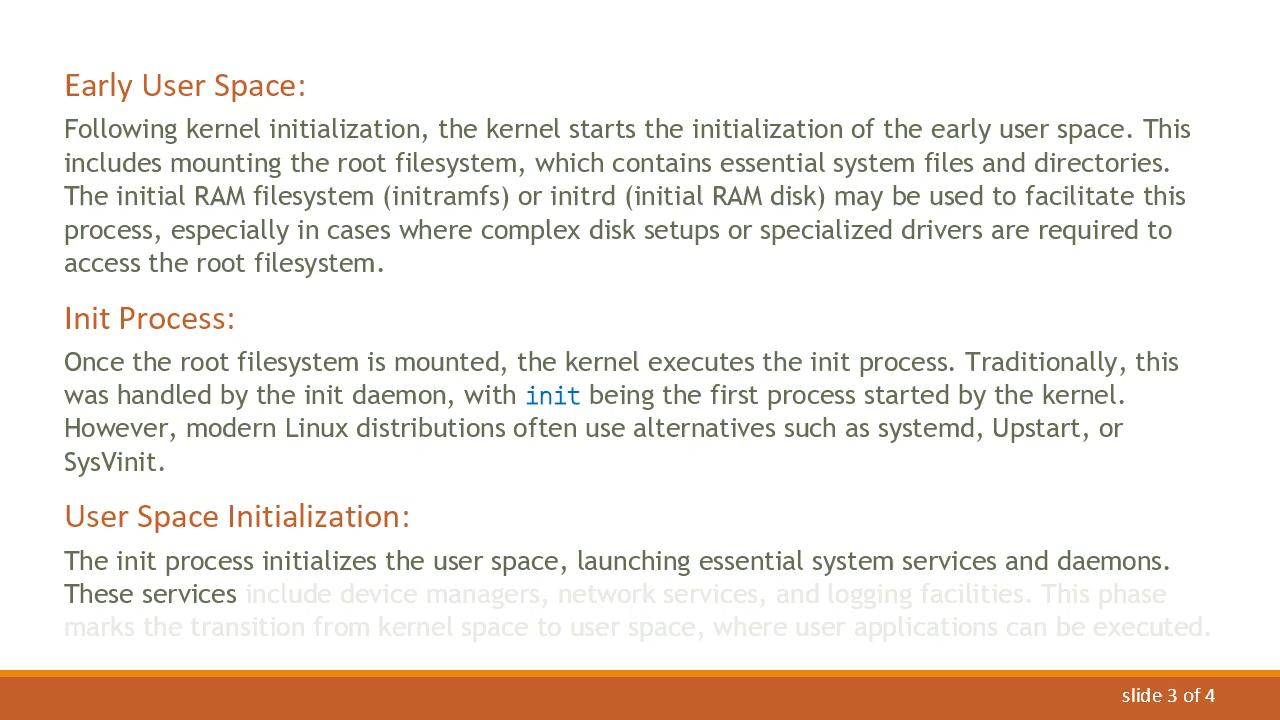 Early User Space:
Following kernel initialization, the kernel starts the initialization of the early user space. This
includes mounting the root filesystem, which contains essential system files and directories.
The initial RAM filesystem (initramfs) or initrd (initial RAM disk) may be used to facilitate this
process, especially in cases where complex disk setups or specialized drivers are required to
access the root filesystem.
Init Process:
Once the root filesystem is mounted, the kernel executes the init process. Traditionally, this
was handled by the init daemon, with init being the first process started by the kernel.
However, modern Linux distributions often use alternatives such as systemd, Upstart, or
SysVinit.
User Space Initialization:
The init process initializes the user space, launching essential system services and daemons.
These services include device managers, network services, and logging facilities. This phase
marks the transition from kernel space to user space, where user applications can be executed.
slide 3 of 4